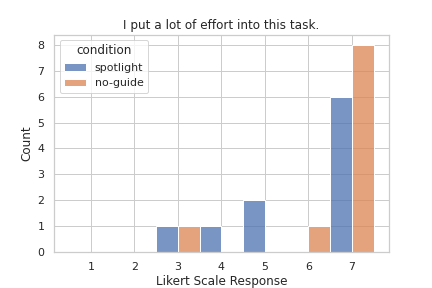 I put a lot of effort into this task.
condition
spotlight
no-guide
8
7
6
5
4
3
2
1
0
Count
1 2 3 4 5 6 7
Likert Scale Response